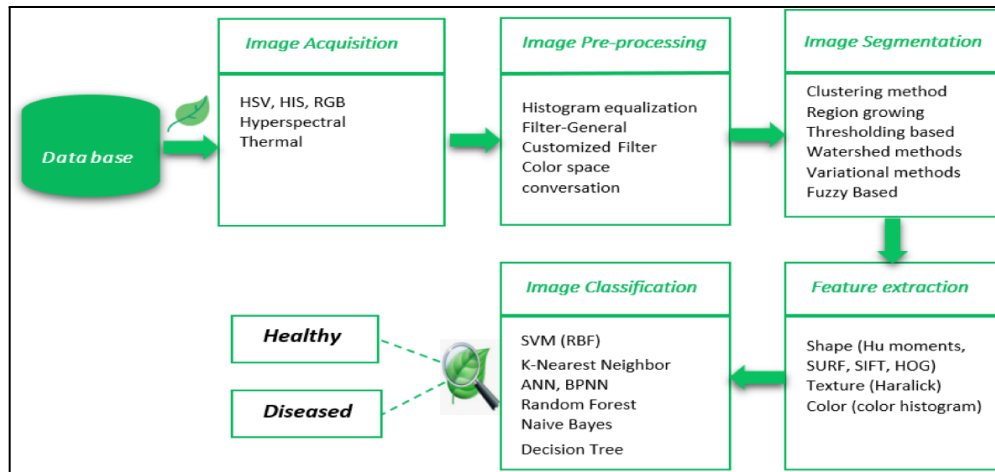 Data base
Image Acquisition
HSV, HIS, RGB
Hyperspectral
Thermal
Image Pre-processing
Histogram equalization
Filter-General
Customized Filter
Color space
conversation
Image Segmentation
Clustering method
Region growing
Thresholding based
Watershed methods
Variational methods
Fuzzy Based
Feature extraction
Shape (Hu moments,
SURF, SIFT, HOG)
Texture (Haralick)
Color (color histogram)
Image Classification
SVM (RBF)
K-Nearest Neighbor
ANN, BPNN
Random Forest
Naive Bayes
Decision Tree
Healthy
Diseased